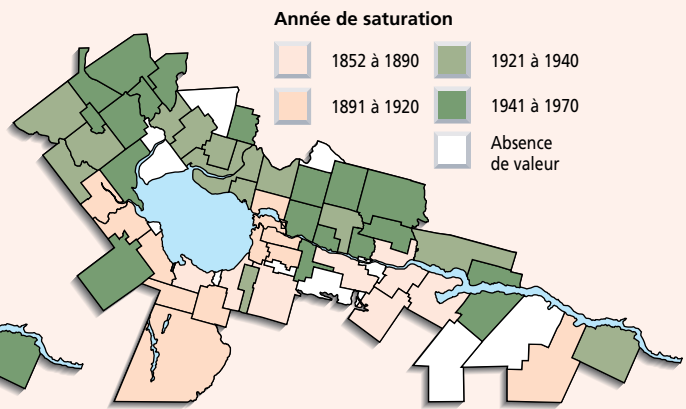 Année de saturation
1852 à 1890
1891 à 1920
1921 à 1940
1941 à 1970
Absence
de valeur